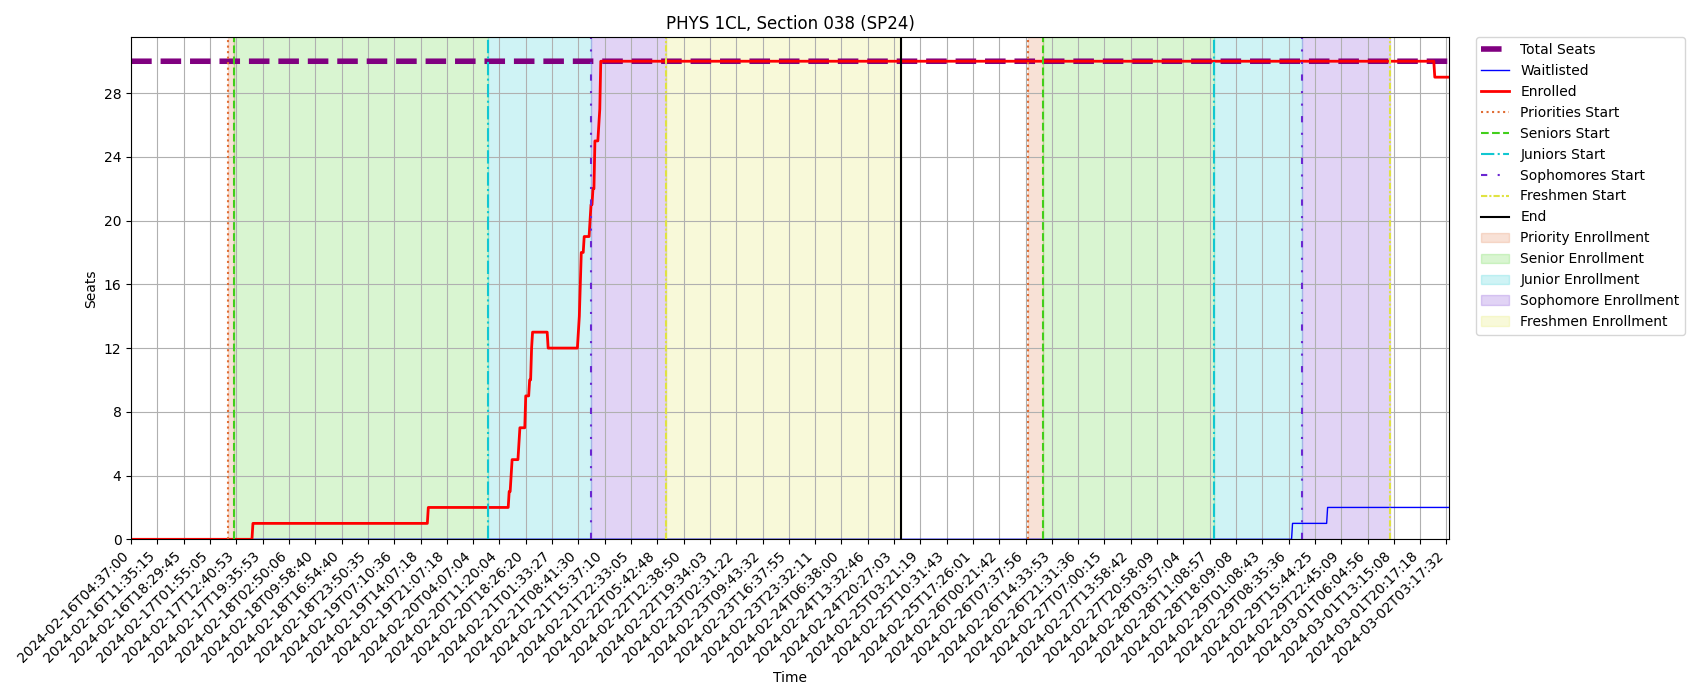 PHYS 1CL, Section 038 (SP24)
Total Seats
Waitlisted
Enrolled
Priorities Start
Seniors Start
Juniors Start
Sophomores Start
Freshmen Start
End
Priority Enrollment
Senior Enrollment
Junior Enrollment
Sophomore Enrollment
Freshmen Enrollment
Seats
28
24
20
16
12
8
4
0
2024-02-16T04:37:00
2024-02-16T11:35:15
2024-02-16T18:29:45
2024-02-17T01:55:05
2024-02-17T12:40:53
2024-02-17T19:35:53
2024-02-18T02:50:06
2024-02-18T09:58:40
2024-02-18T16:54:40
2024-02-18T23:50:35
2024-02-19T07:10:36
2024-02-19T14:07:18
2024-02-19T21:07:18
2024-02-20T04:07:04
2024-02-20T11:20:04
2024-02-20T18:26:20
2024-02-21T01:33:27
2024-02-21T08:41:30
2024-02-21T15:37:10
2024-02-21T22:33:05
2024-02-22T05:42:48
2024-02-22T12:38:50
2024-02-22T19:34:03
2024-02-23T02:31:22
2024-02-23T09:43:32
2024-02-23T16:37:55
2024-02-23T23:32:11
2024-02-24T06:38:00
2024-02-24T13:32:46
2024-02-24T20:27:03
2024-02-25T03:21:19
2024-02-25T10:31:43
2024-02-25T17:26:01
2024-02-26T00:21:42
2024-02-26T07:37:56
2024-02-26T14:33:53
2024-02-26T21:31:36
2024-02-27T07:00:15
2024-02-27T13:58:42
2024-02-27T20:58:09
2024-02-28T03:57:04
2024-02-28T11:08:57
2024-02-28T18:09:08
2024-02-29T01:08:43
2024-02-29T08:35:36
2024-02-29T15:44:25
2024-02-29T22:45:09
2024-03-01T06:04:56
2024-03-01T13:15:08
2024-03-01T20:17:18
2024-03-02T03:17:32
Time